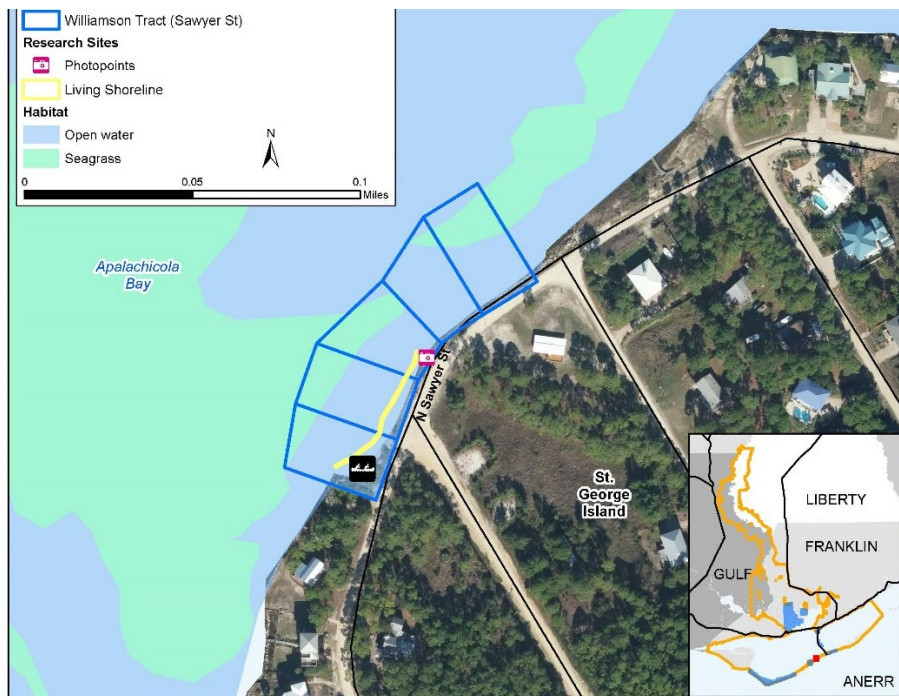 Williamson Tract (Sawyer St)
Research Sites
Photopoints
Living Shoreline
Habitat
Open water
Seagrass
N
0 0.05 0.1
Miles
Apalachicola
Bay
N Sawyer St
St.
George
Island
LIBERTY
FRANKLIN
GULF
ANERR